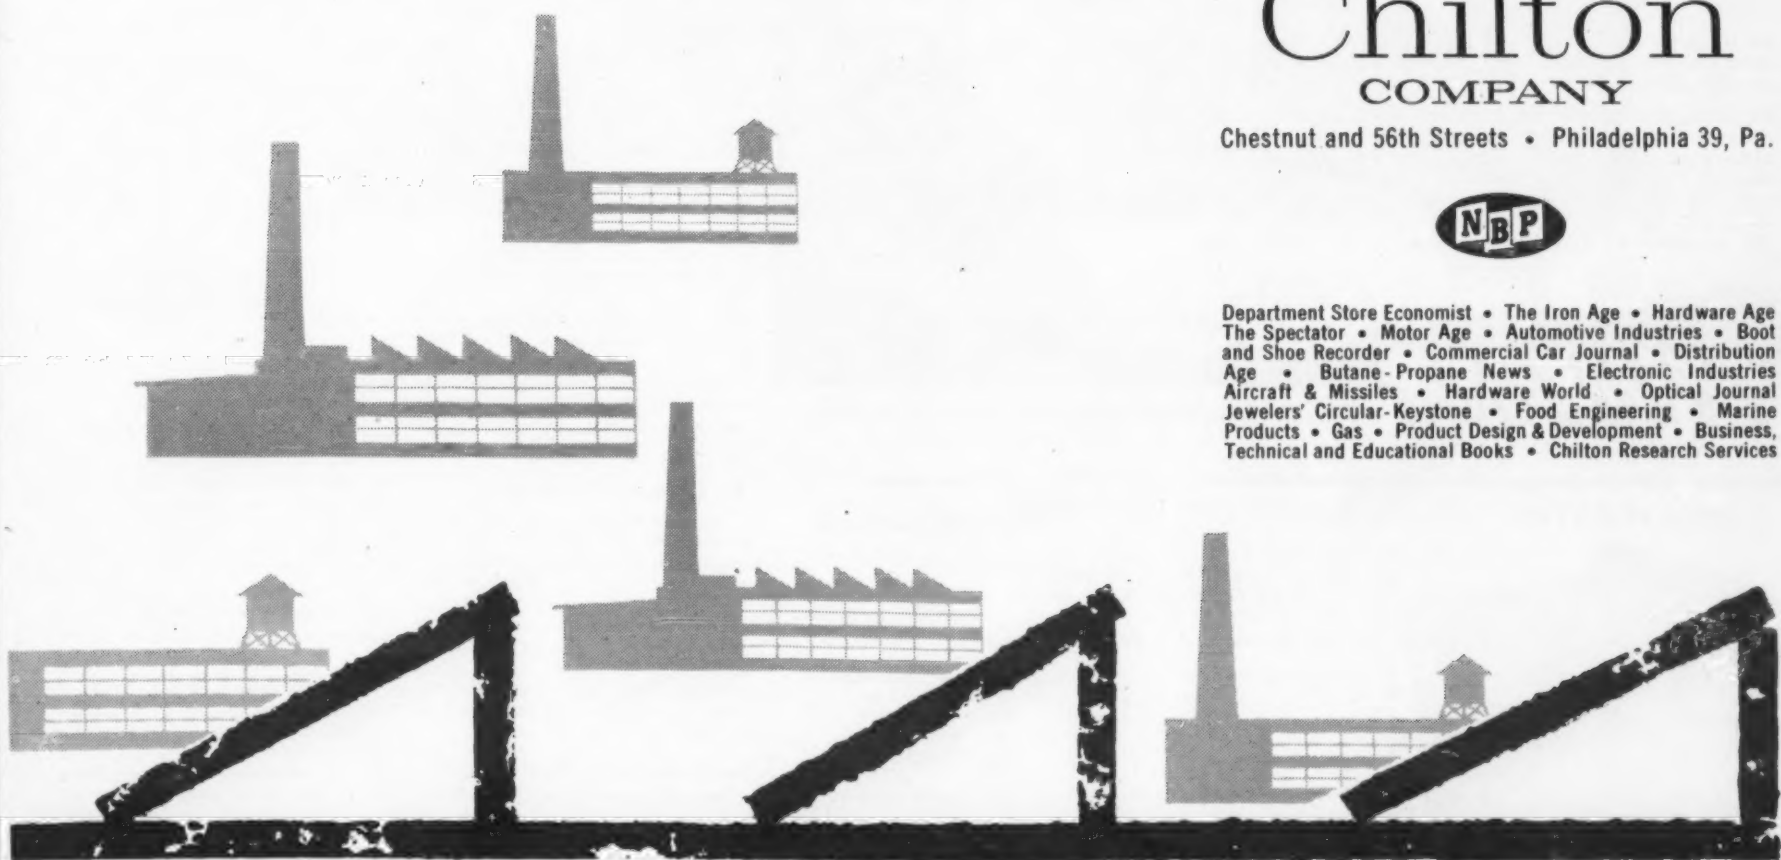 Chilton
COMPANY
Chestnut and 56th Streets • Philadelphia 39, Pa.
NBP
Department Store Economist • The Iron Age • Hardware Age
The Spectator • Motor Age • Automotive Industries • Boot
and Shoe Recorder • Commercial Car Journal • Distribution
Age • Butane-Propane News • Electronic Industries
Aircraft & Missiles • Hardware World • Optical Journal
Jewelers' Circular-Keystone • Food Engineering • Marine
Products • Gas • Product Design & Development • Business,
Technical and Educational Books • Chilton Research Services